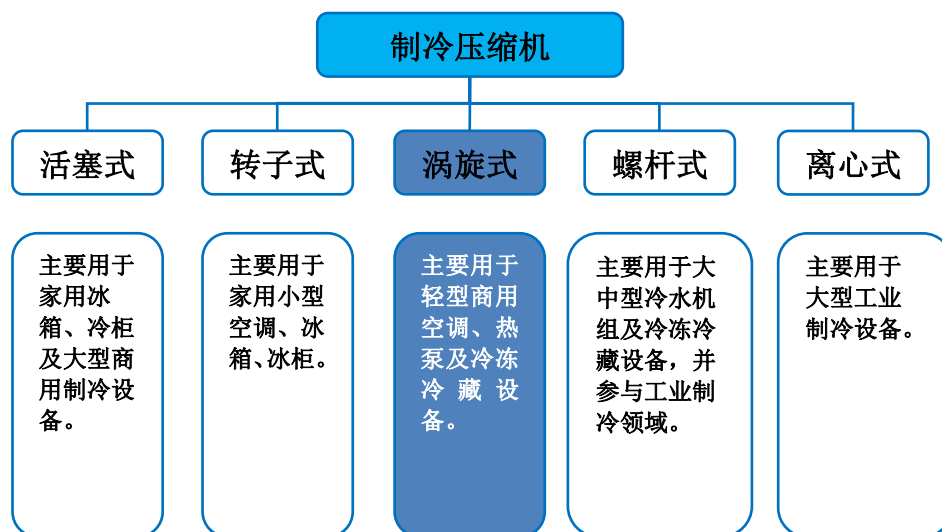 制冷压缩机
活塞式
转子式
涡旋式
螺杆式
离心式
主要用于
家用冰
箱、冷柜
及大型商
用制冷设
备。
主要用于
家用小型
空调、冰
箱、冰柜。
主要用于
轻型商用
空调、热
泵及冷冻
冷藏设
备。
主要用于大
中型冷水机
组及冷冻冷
藏设备，并
参与工业制
冷领域。
主要用于
大型工业
制冷设备。